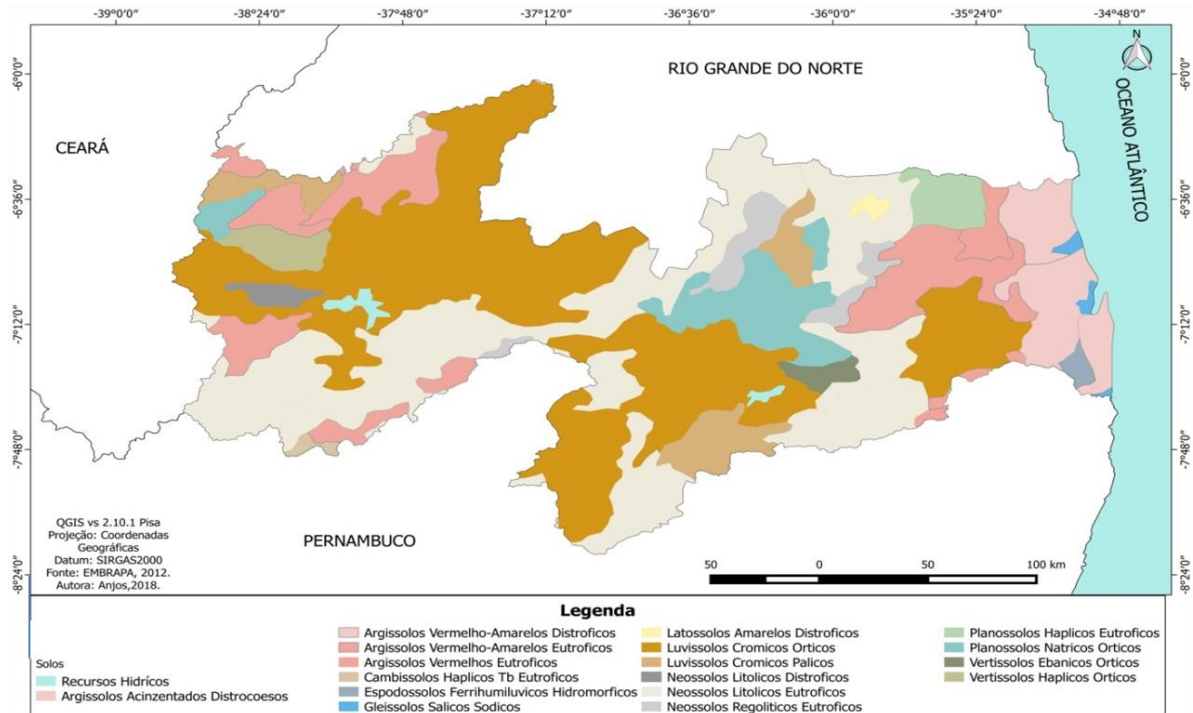 -39°0'0" -38°24'0" -37°48'0" -37°12'0" -36°36'0" -36°0'0" -35°24'0" -34°48'0"
N
RIO GRANDE DO NORTE
OCEANO ATLÂNTICO
CEARÁ
-6°0'0" -6°0'0"
-6°36'0" -6°36'0"
-7°12'0" -7°12'0"
-7°48'0" -7°48'0"
-8°24'0" -8°24'0"
PERNAMBUCO
QGIS vs 2.10.1 Pisa
Projeção: Coordenadas
Geográficas
Datum: SIRGAS2000
Fonte: EMBRAPA, 2012.
Autora: Anjos,2018.
50 0 50 100 km
Legenda
Solos
Recursos Hidrícos
Argissolos Acinzentados Distrocoesos
Argissolos Vermelho-Amarelos Distroficos
Argissolos Vermelho-Amarelos Eutroficos
Argissolos Vermelhos Eutroficos
Cambissolos Haplicos Tb Eutroficos
Espodossolos Ferrihumiluvicos Hidromorficos
Gleissolos Salicos Sodicos
Latossolos Amarelos Distroficos
Luvissolos Cromicos Orticos
Luvissolos Cromicos Palicos
Neossolos Litolicos Distroficos
Neossolos Litolicos Eutroficos
Neossolos Regoliticos Eutroficos
Planossolos Haplicos Eutroficos
Planossolos Natricos Orticos
Vertissolos Ebanicos Orticos
Vertissolos Haplicos Orticos